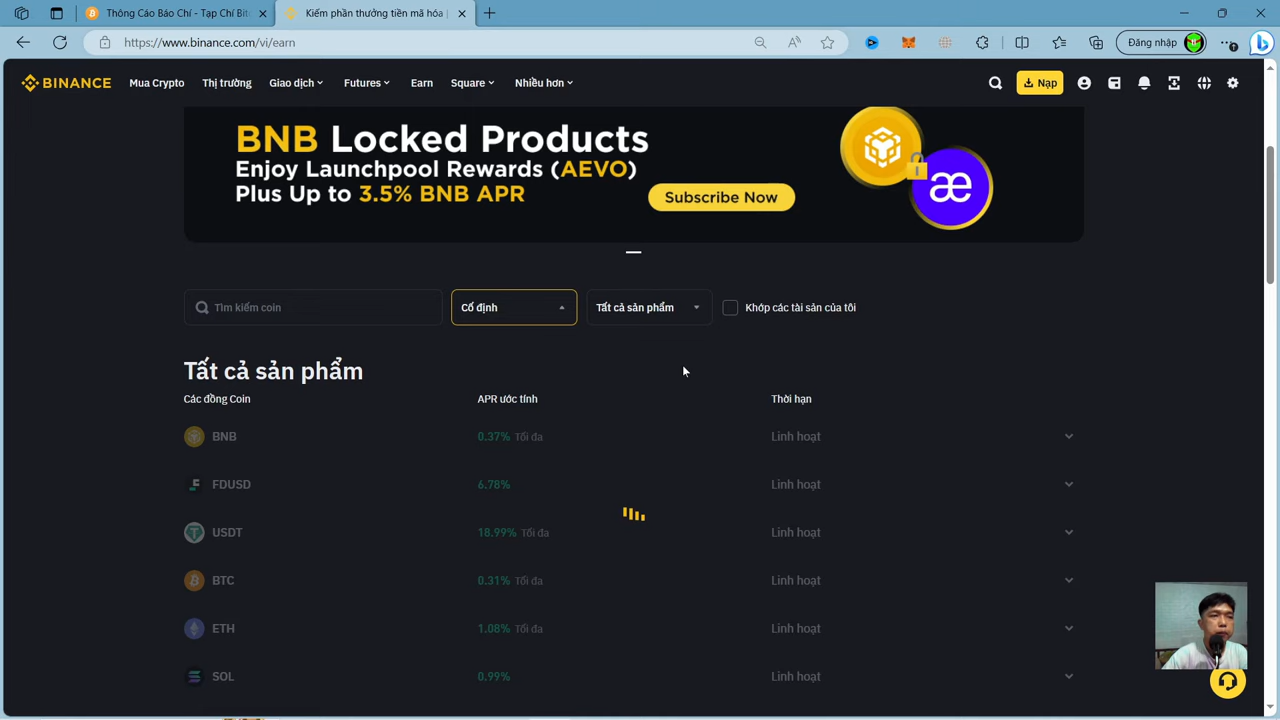 Thông Cáo Báo Chí - Tạp Chí Bit
Kiếm phần thưởng tiền mã hóa |
https://www.binance.com/vi/earn
Đăng nhập
BINANCE Mua Crypto Thị trường Giao dịch Futures Earn Square Nhiều hơn Nạp
BNB Locked Products
Enjoy Launchpool Rewards (AEVO)
Plus Up to 3.5% BNB APR
Subscribe Now
Tìm kiếm coin Cố định Tất cả sản phẩm Khớp các tài sản của tôi
Tất cả sản phẩm
Các đồng Coin APR ước tính Thời hạn
BNB 0.37% Tối đa Linh hoạt
FDUSD 6.78% Linh hoạt
USDT 18.99% Tối đa Linh hoạt
BTC 0.31% Tối đa Linh hoạt
ETH 1.08% Tối đa Linh hoạt
SOL 0.99% Linh hoạt